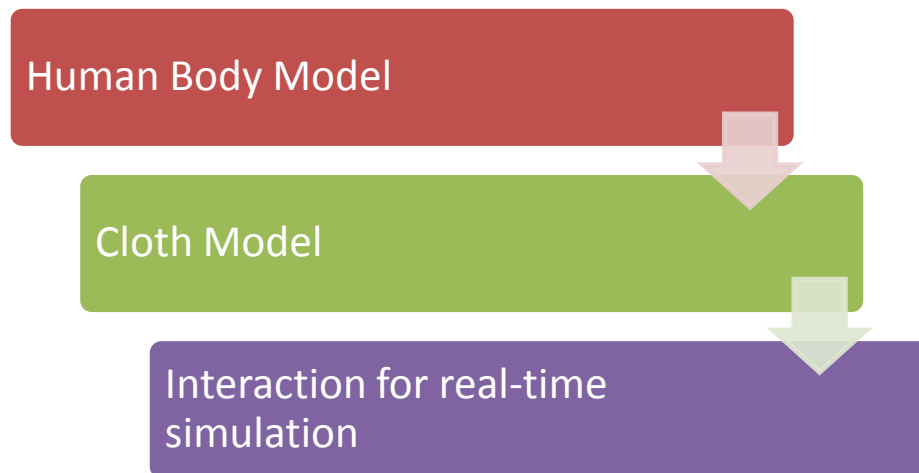 Human Body Model
Cloth Model
Interaction for real-time
simulation